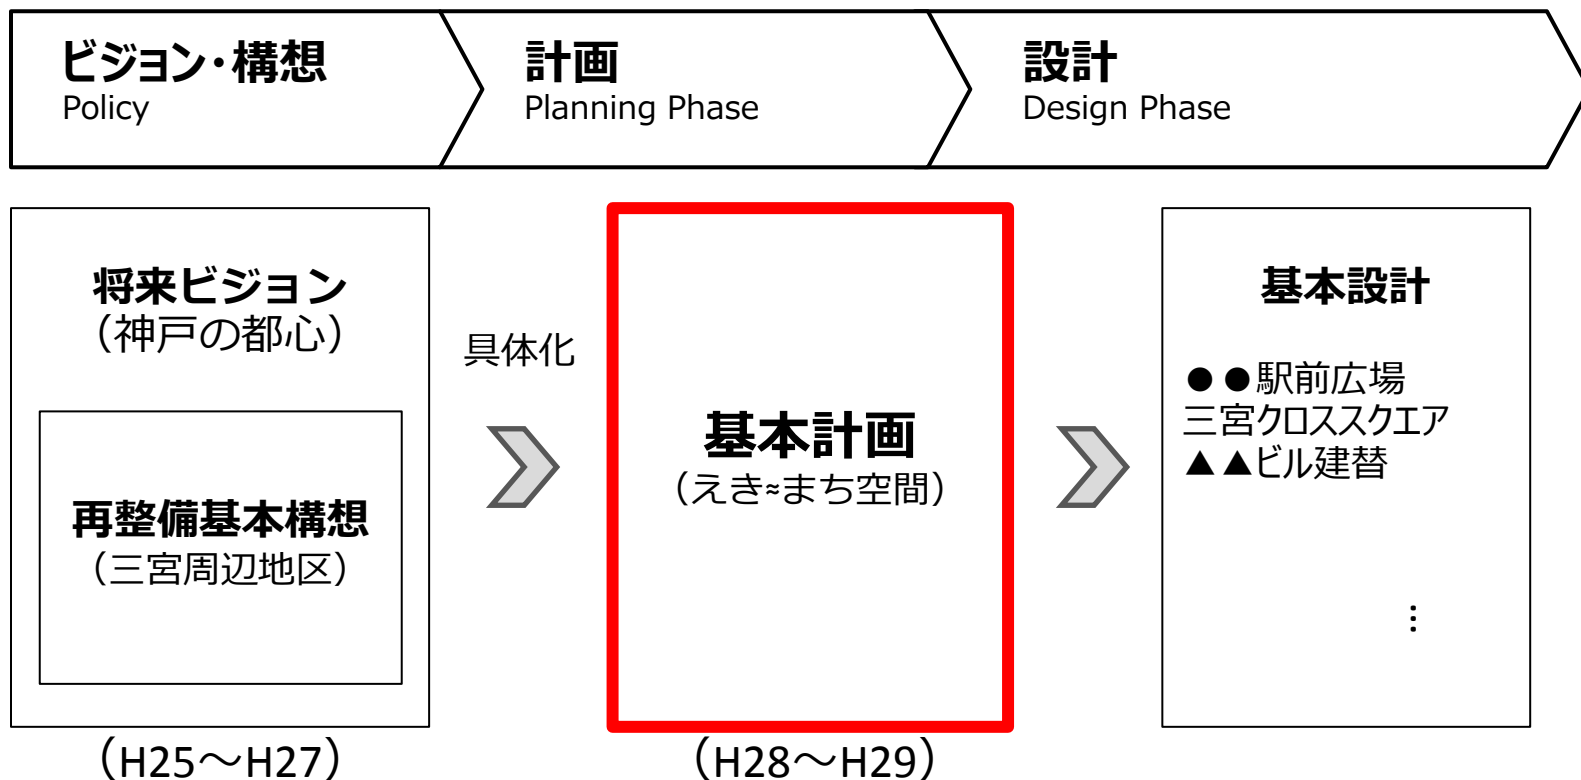 ビジョン・構想
Policy
計画
Planning Phase
設計
Design Phase
将来ビジョン
（神戸の都心）
再整備基本構想
（三宮周辺地区）
（H25～H27）
具体化
基本計画
（えき≈まち空間）
（H28～H29）
基本設計
●●駅前広場
三宮クロススクエア
▲▲ビル建替
⋮